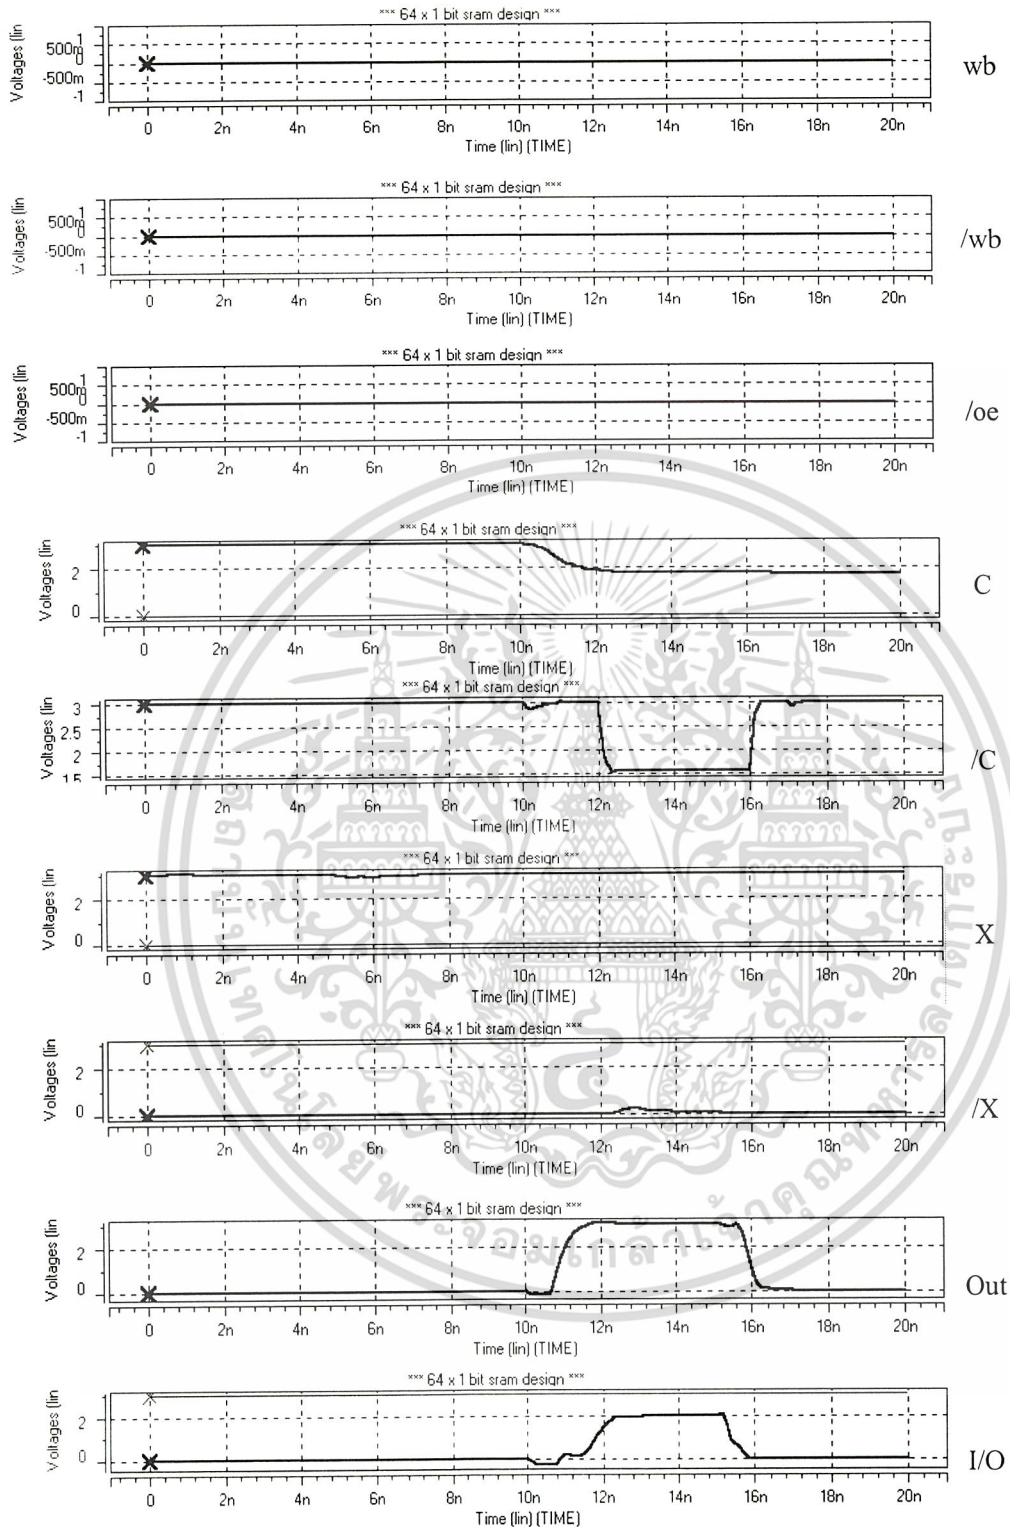 *** 64 x 1 bit sram design ***
Voltages (lin
1
500m
0
-500m
-1
wb
0 2n 4n 6n 8n 10n 12n 14n 16n 18n 20n
Time (lin) (TIME)
*** 64 x 1 bit sram design ***
Voltages (lin
1
500m
0
-500m
-1
/wb
0 2n 4n 6n 8n 10n 12n 14n 16n 18n 20n
Time (lin) (TIME)
*** 64 x 1 bit sram design ***
Voltages (lin
1
500m
0
-500m
-1
/oe
0 2n 4n 6n 8n 10n 12n 14n 16n 18n 20n
Time (lin) (TIME)
*** 64 x 1 bit sram design ***
Voltages (lin
2
0
C
0 2n 4n 6n 8n 10n 12n 14n 16n 18n 20n
Time (lin) (TIME)
*** 64 x 1 bit sram design ***
Voltages (lin
3
2.5
2
1.5
/C
0 2n 4n 6n 8n 10n 12n 14n 16n 18n 20n
Time (lin) (TIME)
*** 64 x 1 bit sram design ***
Voltages (lin
2
0
X
0 2n 4n 6n 8n 10n 12n 14n 16n 18n 20n
Time (lin) (TIME)
*** 64 x 1 bit sram design ***
Voltages (lin
2
0
/X
0 2n 4n 6n 8n 10n 12n 14n 16n 18n 20n
Time (lin) (TIME)
*** 64 x 1 bit sram design ***
Voltages (lin
2
0
Out
0 2n 4n 6n 8n 10n 12n 14n 16n 18n 20n
Time (lin) (TIME)
*** 64 x 1 bit sram design ***
Voltages (lin
2
0
I/O
0 2n 4n 6n 8n 10n 12n 14n 16n 18n 20n
Time (lin) (TIME)